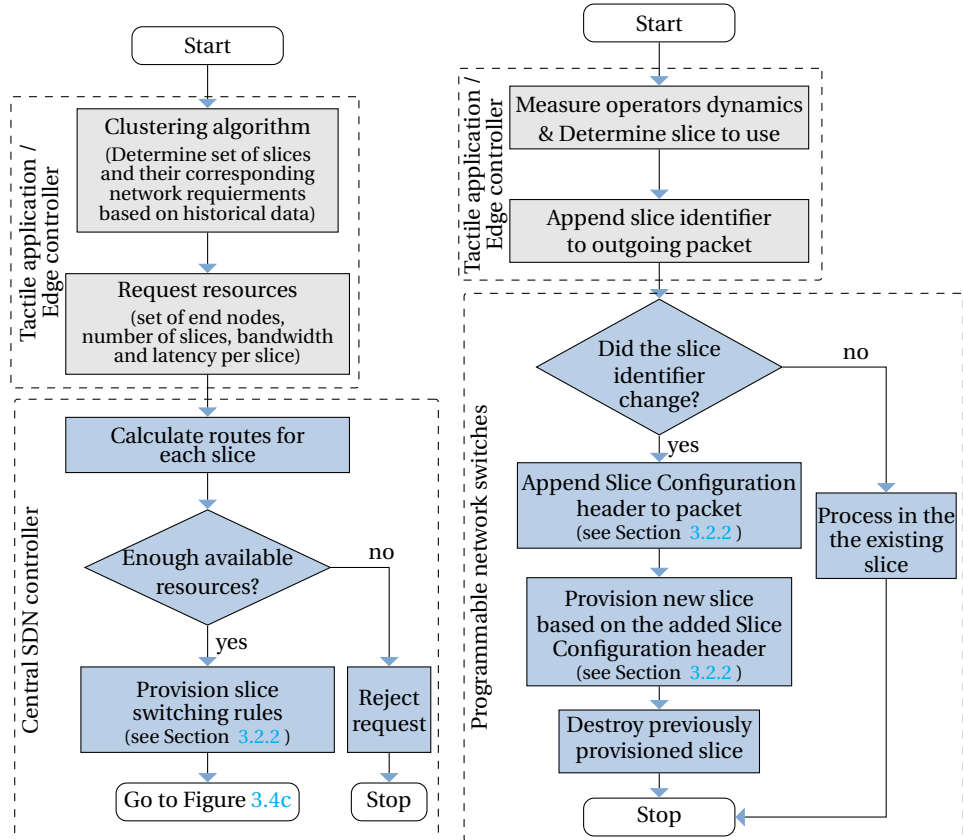 Start
Tactile application /
Edge controller
Clustering algorithm
(Determine set of slices
and their corresponding
network requierments
based on historical data)
Request resources
(set of end nodes,
number of slices, bandwidth
and latency per slice)
Central SDN controller
Calculate routes for
each slice
Enough available
resources?
no
yes
Provision slice
switching rules
(see Section 3.2.2 )
Reject
request
Go to Figure 3.4c
Stop
Start
Tactile application /
Edge controller
Measure operators dynamics
& Determine slice to use
Append slice identifier
to outgoing packet
Programmable network switches
Did the slice
identifier
change?
no
yes
Append Slice Configuration
header to packet
(see Section 3.2.2 )
Process in the
the existing
slice
Provision new slice
based on the added Slice
Configuration header
(see Section 3.2.2 )
Destroy previously
provisioned slice
Stop